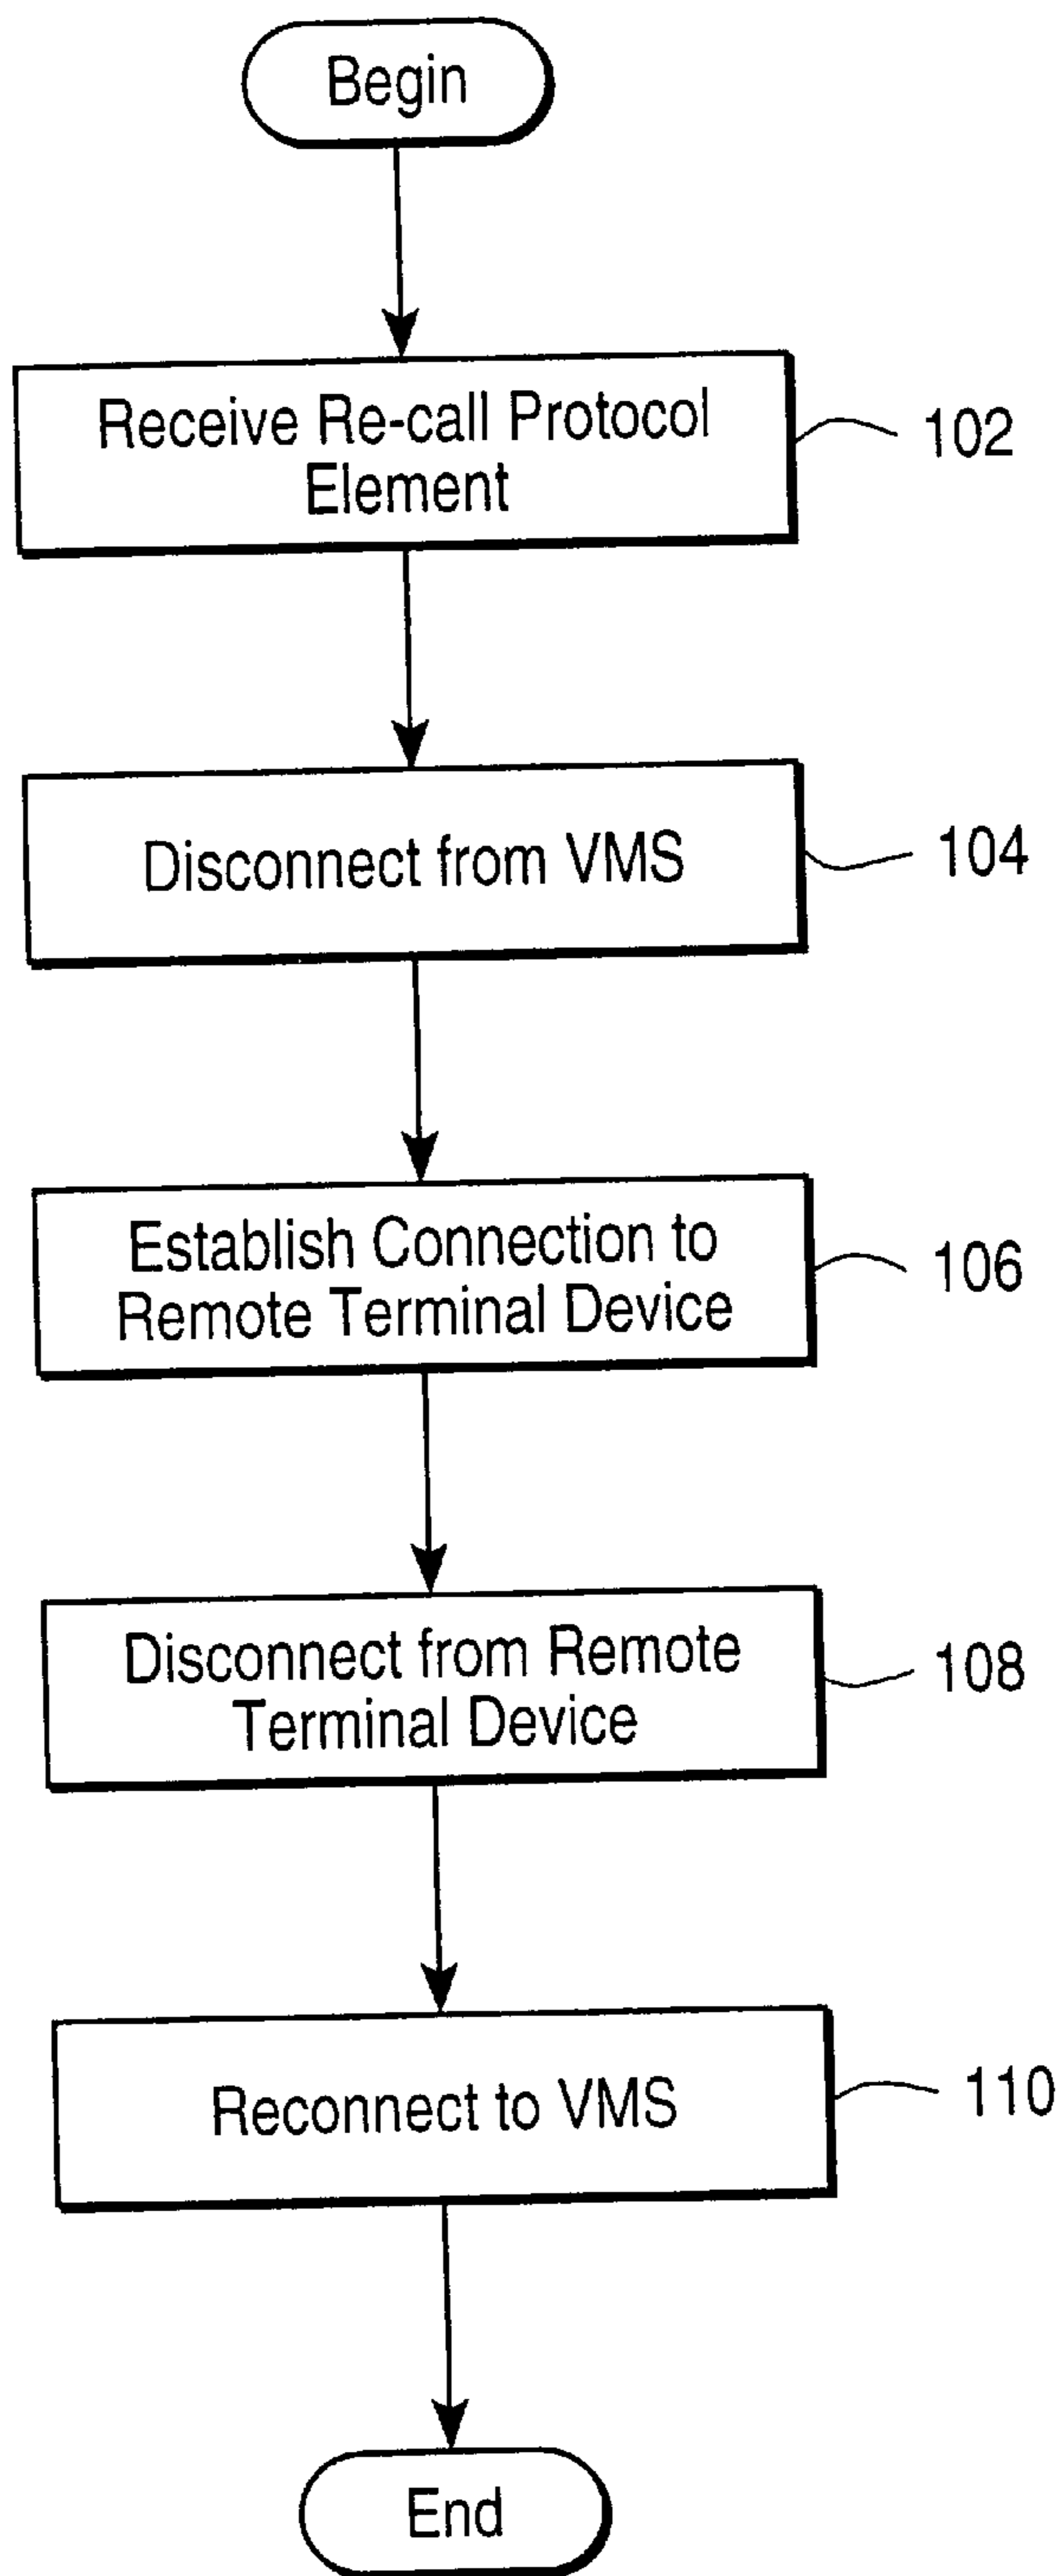 Begin
Receive Re-call Protocol
Element
102
Disconnect from VMS
104
Establish Connection to
Remote Terminal Device
106
Disconnect from Remote
Terminal Device
108
Reconnect to VMS
110
End